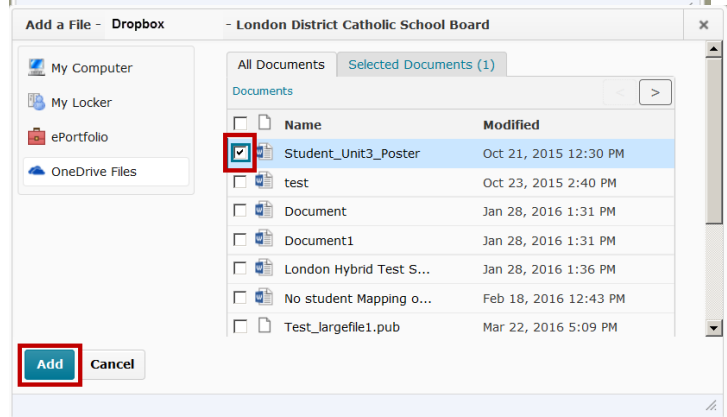 Add a File - Dropbox - London District Catholic School Board ×
My Computer
My Locker
ePortfolio
OneDrive Files
All Documents Selected Documents (1)
Documents < >
Name Modified
Student_Unit3_Poster Oct 21, 2015 12:30 PM
test Oct 23, 2015 2:40 PM
Document Jan 28, 2016 1:31 PM
Document1 Jan 28, 2016 1:31 PM
London Hybrid Test S... Jan 28, 2016 1:36 PM
No student Mapping o... Feb 18, 2016 12:43 PM
Test_largefile1.pub Mar 22, 2016 5:09 PM
Add Cancel